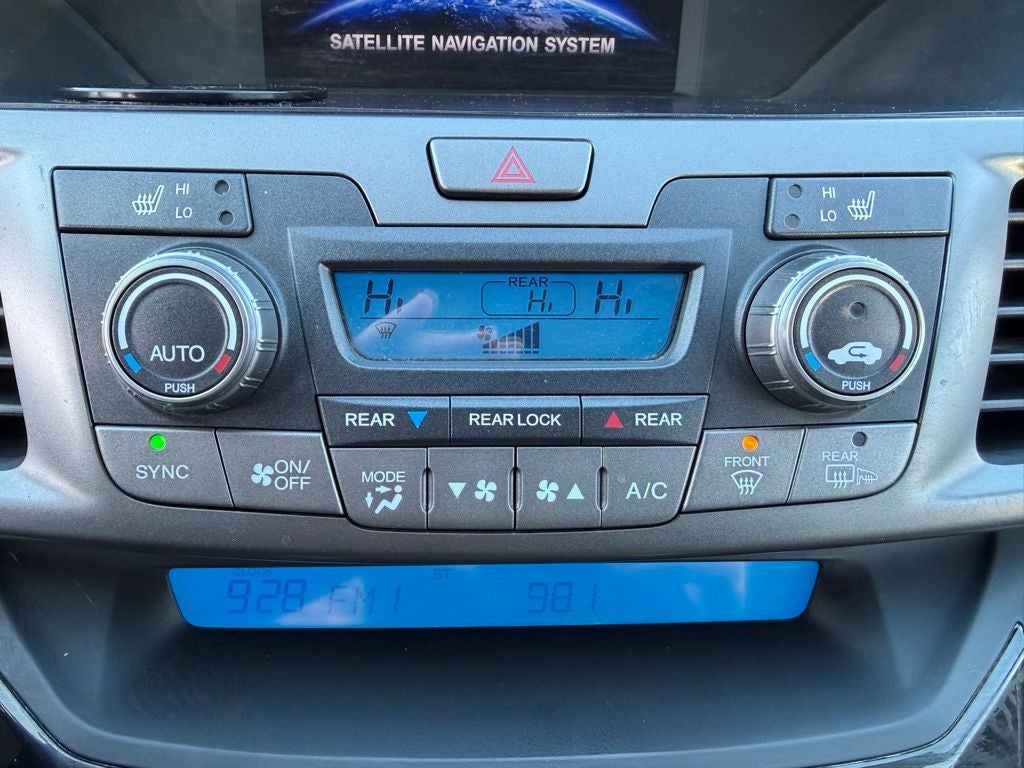 SATELLITE NAVIGATION SYSTEM
HI
LO
HI
LO
Hi
REAR
Hi
Hi
AUTO
PUSH
PUSH
REAR
REAR LOCK
REAR
SYNC
ON/
OFF
MODE
A/C
FRONT
REAR
CLOCK
ST
928
FM1
98.1